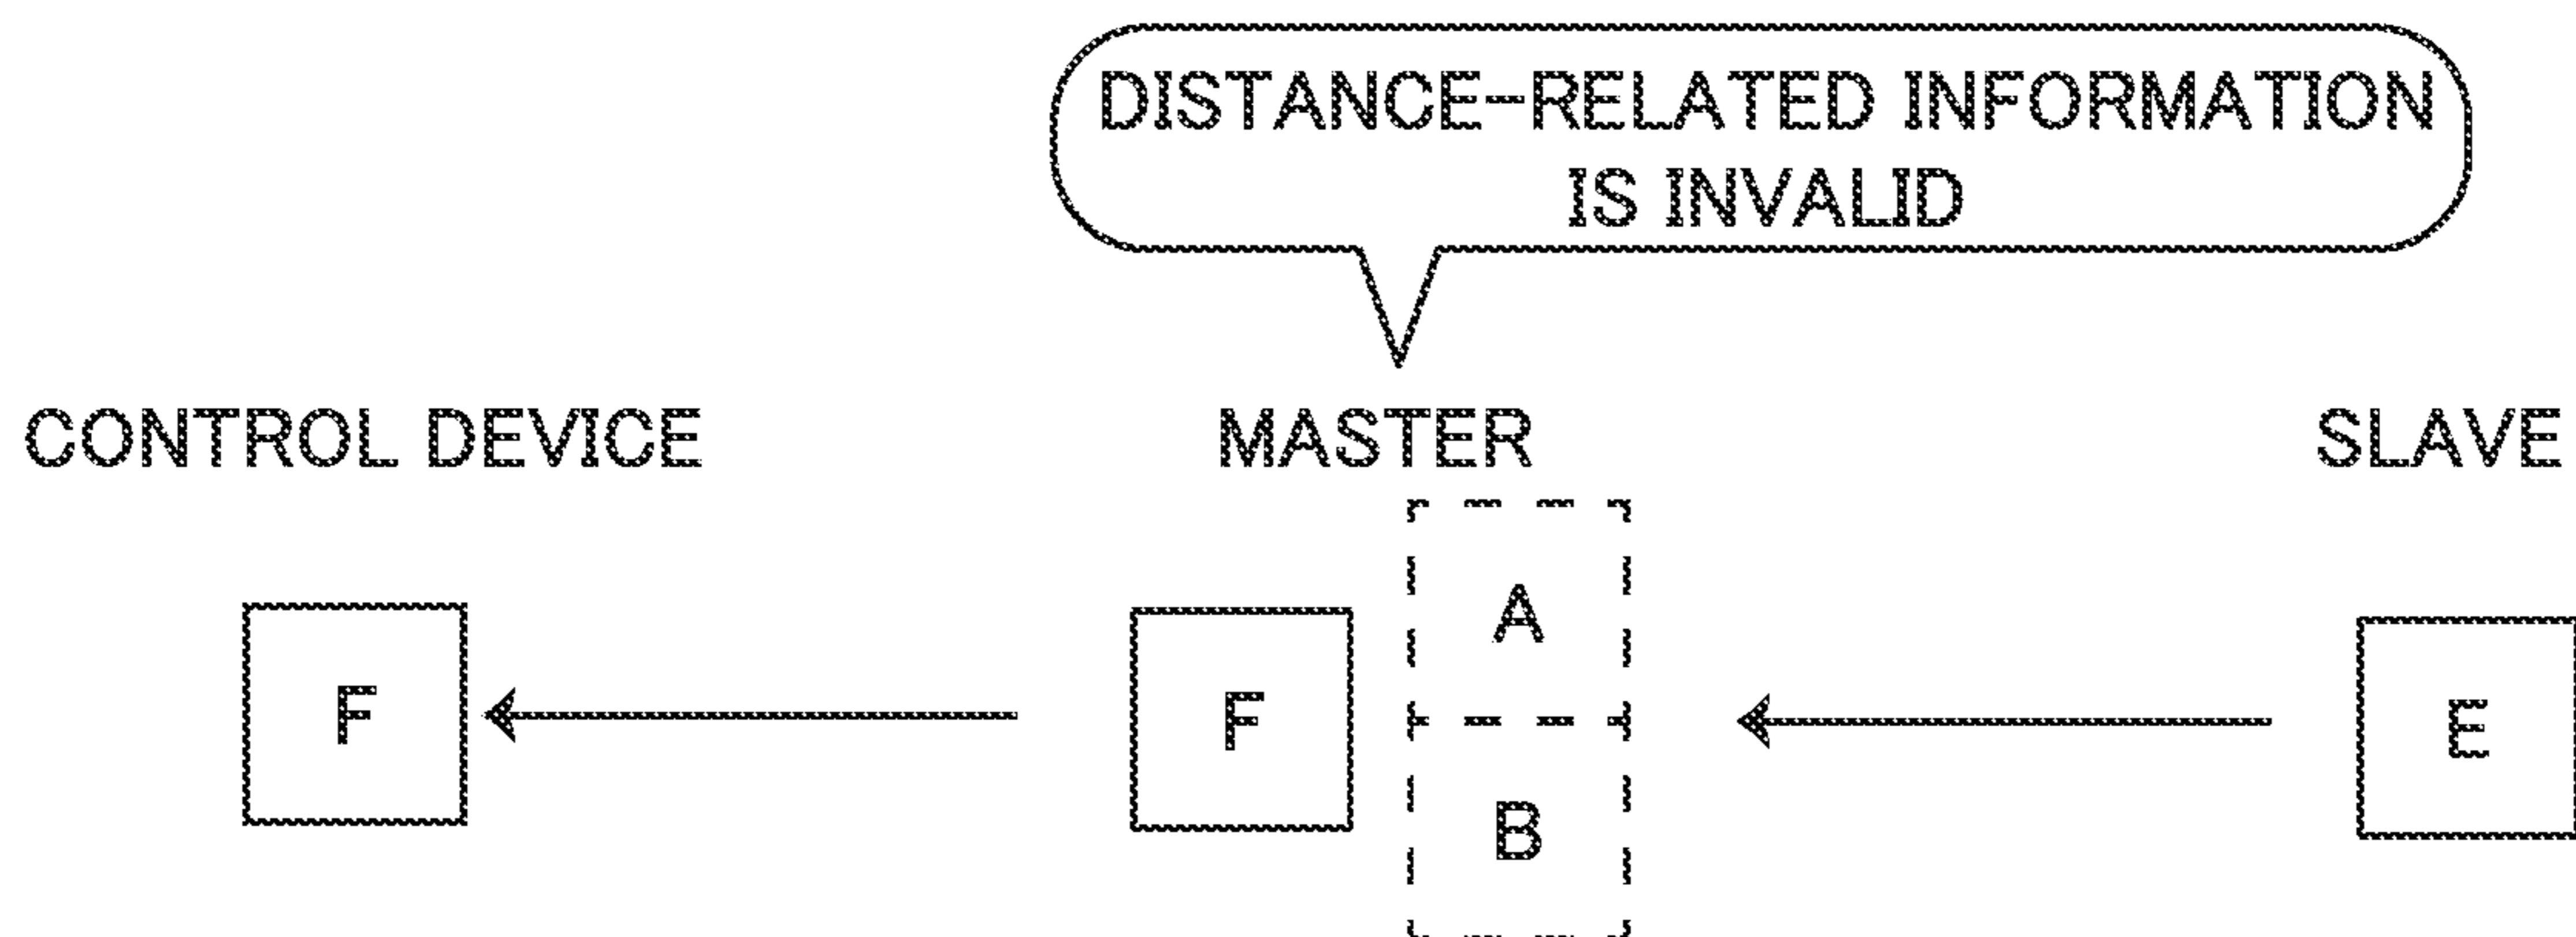 DISTANCE-RELATED INFORMATION
IS INVALID
CONTROL DEVICE
MASTER
SLAVE
F
F
A
B
E